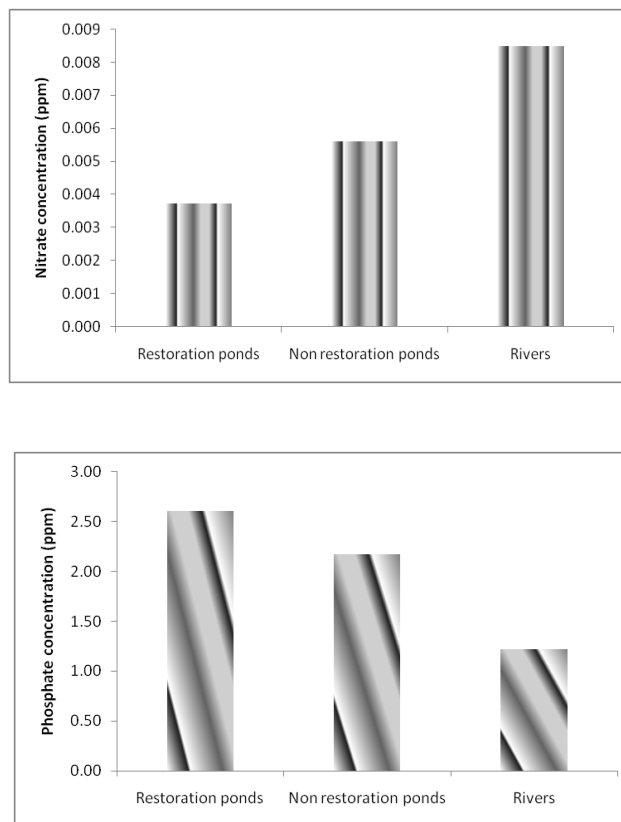 Nitrate concentration (ppm)
0.009
0.008
0.007
0.006
0.005
0.004
0.003
0.002
0.001
0.000
Restoration ponds
Non restoration ponds
Rivers
Phosphate concentration (ppm)
3.00
2.50
2.00
1.50
1.00
0.50
0.00
Restoration ponds
Non restoration ponds
Rivers